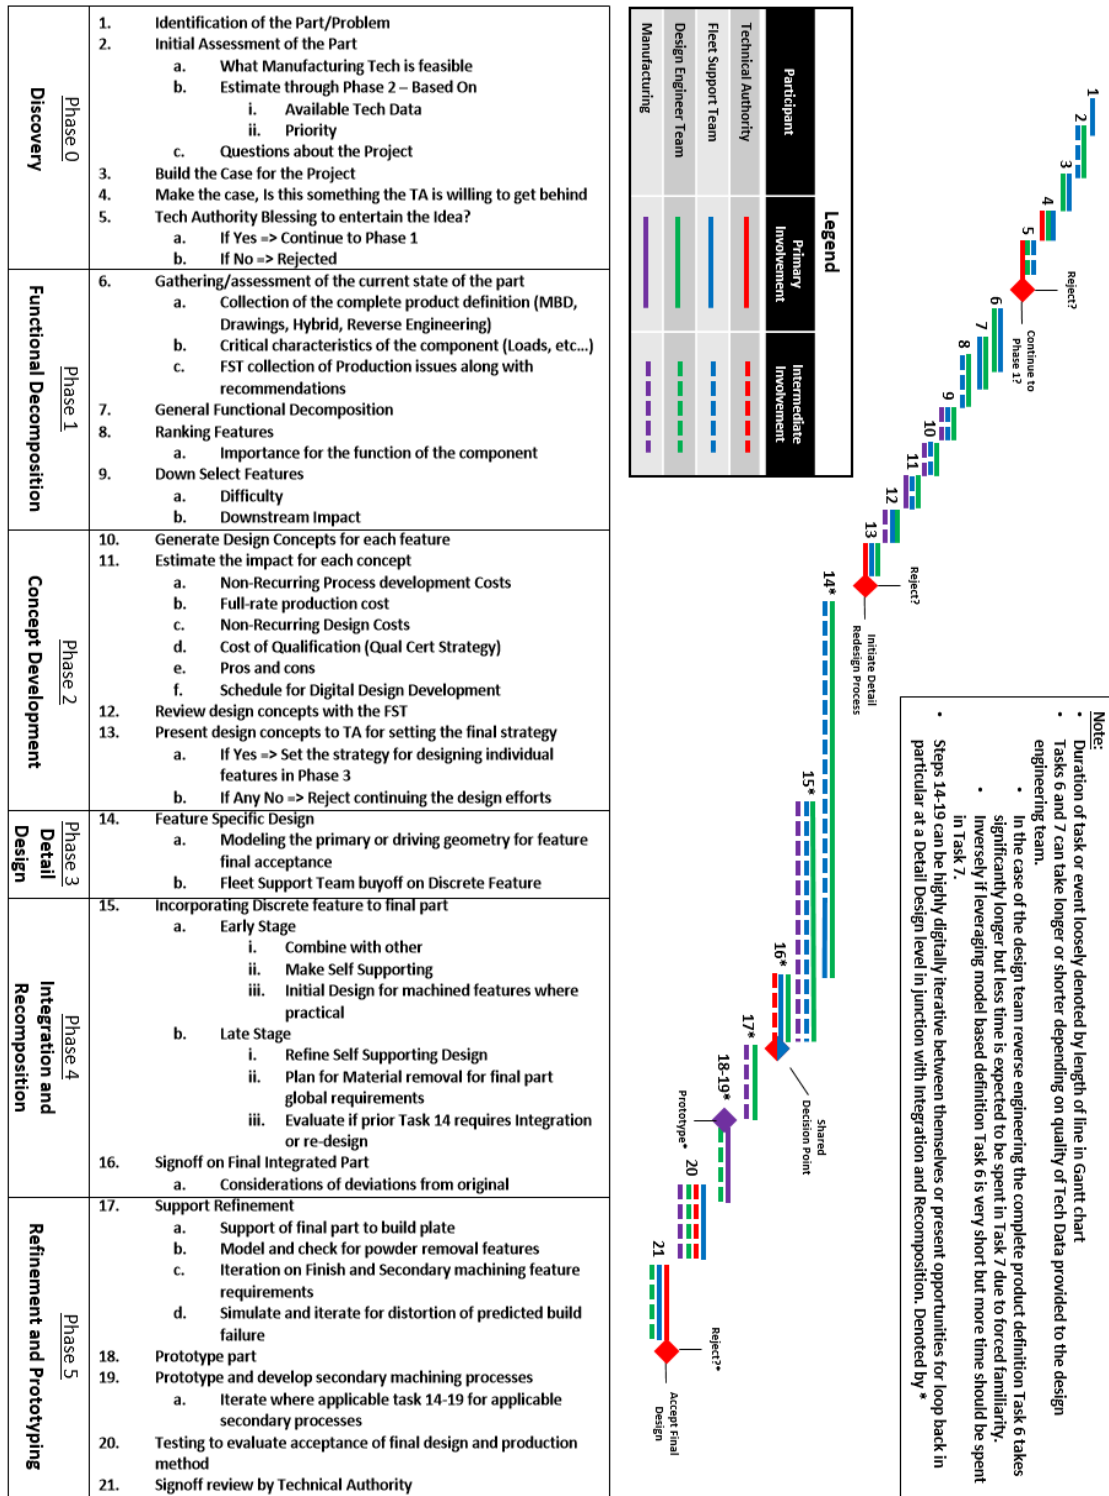 Phase 0
Discovery
1. Identification of the Part/Problem
2. Initial Assessment of the Part
a. What Manufacturing Tech is feasible
b. Estimate through Phase 2 – Based On
i. Available Tech Data
ii. Priority
c. Questions about the Project
3. Build the Case for the Project
4. Make the case, Is this something the TA is willing to get behind
5. Tech Authority Blessing to entertain the Idea?
a. If Yes => Continue to Phase 1
b. If No => Rejected
Phase 1
Functional Decomposition
6. Gathering/assessment of the current state of the part
a. Collection of the complete product definition (MBD,
Drawings, Hybrid, Reverse Engineering)
b. Critical characteristics of the component (Loads, etc...)
c. FST collection of Production issues along with
recommendations
7. General Functional Decomposition
8. Ranking Features
a. Importance for the function of the component
9. Down Select Features
a. Difficulty
b. Downstream Impact
Phase 2
Concept Development
10. Generate Design Concepts for each feature
11. Estimate the impact for each concept
a. Non-Recurring Process development Costs
b. Full-rate production cost
c. Non-Recurring Design Costs
d. Cost of Qualification (Qual Cert Strategy)
e. Pros and cons
f. Schedule for Digital Design Development
12. Review design concepts with the FST
13. Present design concepts to TA for setting the final strategy
a. If Yes => Set the strategy for designing individual
features in Phase 3
b. If Any No => Reject continuing the design efforts
Phase 3
Detail
Design
14. Feature Specific Design
a. Modeling the primary or driving geometry for feature
final acceptance
b. Fleet Support Team buyoff on Discrete Feature
Phase 4
Integration and
Recomposition
15. Incorporating Discrete feature to final part
a. Early Stage
i. Combine with other
ii. Make Self Supporting
iii. Initial Design for machined features where
practical
b. Late Stage
i. Refine Self Supporting Design
ii. Plan for Material removal for final part
global requirements
iii. Evaluate if prior Task 14 requires Integration
or re-design
16. Signoff on Final Integrated Part
a. Considerations of deviations from original
Phase 5
Refinement and Prototyping
17. Support Refinement
a. Support of final part to build plate
b. Model and check for powder removal features
c. Iteration on Finish and Secondary machining feature
requirements
d. Simulate and iterate for distortion of predicted build
failure
18. Prototype part
19. Prototype and develop secondary machining processes
a. Iterate where applicable task 14-19 for applicable
secondary processes
20. Testing to evaluate acceptance of final design and production
method
21. Signoff review by Technical Authority
Legend
Participant
Primary
Involvement
Intermediate
Involvement
Technical Authority
Fleet Support Team
Design Engineer Team
Manufacturing
1
2
3
4
5
Reject?
Continue to
Phase 1?
6
7
8
9
10
11
12
13
Reject?
Initiate Detail
Redesign Process
14*
15*
16*
Shared
Decision Point
17*
18-19*
Prototype*
20
21
Reject?*
Accept Final
Design
Note:
• Duration of task or event loosely denoted by length of line in Gantt chart
• Tasks 6 and 7 can take longer or shorter depending on quality of Tech Data provided to the design
engineering team.
• In the case of the design team reverse engineering the complete product definition Task 6 takes
significantly longer but less time is expected to be spent in Task 7 due to forced familiarity.
• Inversely if leveraging model based definition Task 6 is very short but more time should be spent
in Task 7.
• Steps 14-19 can be highly digitally iterative between themselves or present opportunities for loop back in
particular at a Detail Design level in junction with Integration and Recomposition. Denoted by *